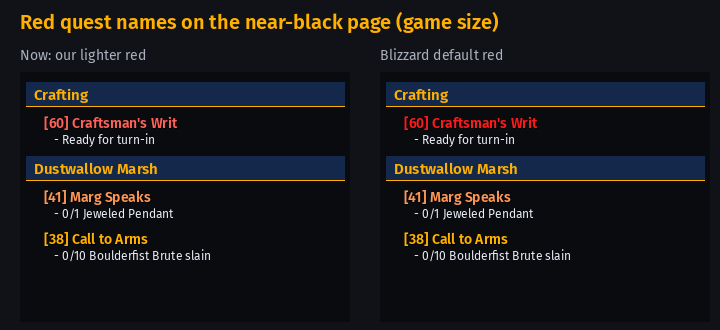 Red quest names on the near-black page (game size)
Now: our lighter red
Crafting
[60] Craftsman's Writ
- Ready for turn-in
Dustwallow Marsh
[41] Marg Speaks
- 0/1 Jeweled Pendant
[38] Call to Arms
- 0/10 Boulderfist Brute slain
Blizzard default red
Crafting
[60] Craftsman's Writ
- Ready for turn-in
Dustwallow Marsh
[41] Marg Speaks
- 0/1 Jeweled Pendant
[38] Call to Arms
- 0/10 Boulderfist Brute slain